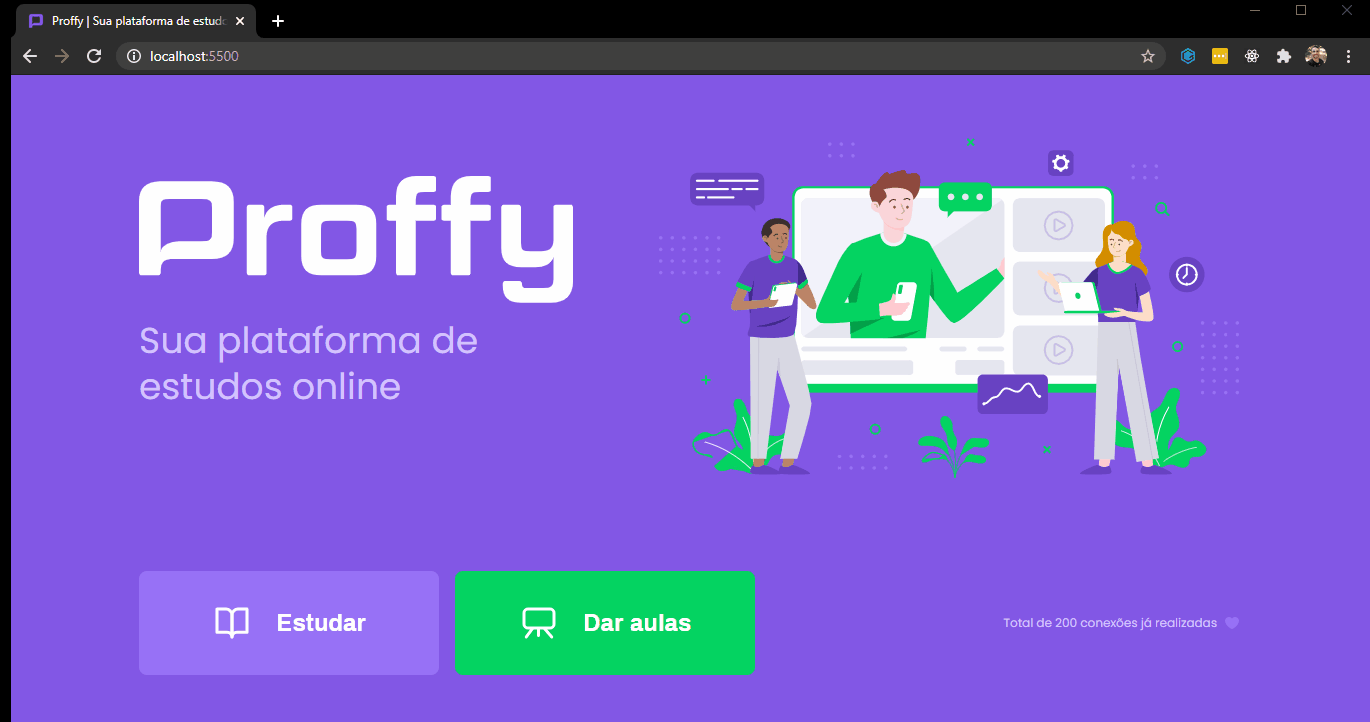 Proffy | Sua plataforma de estudo
localhost:5500
Proffy
Sua plataforma de
estudos online
Estudar
Dar aulas
Total de 200 conexões já realizadas